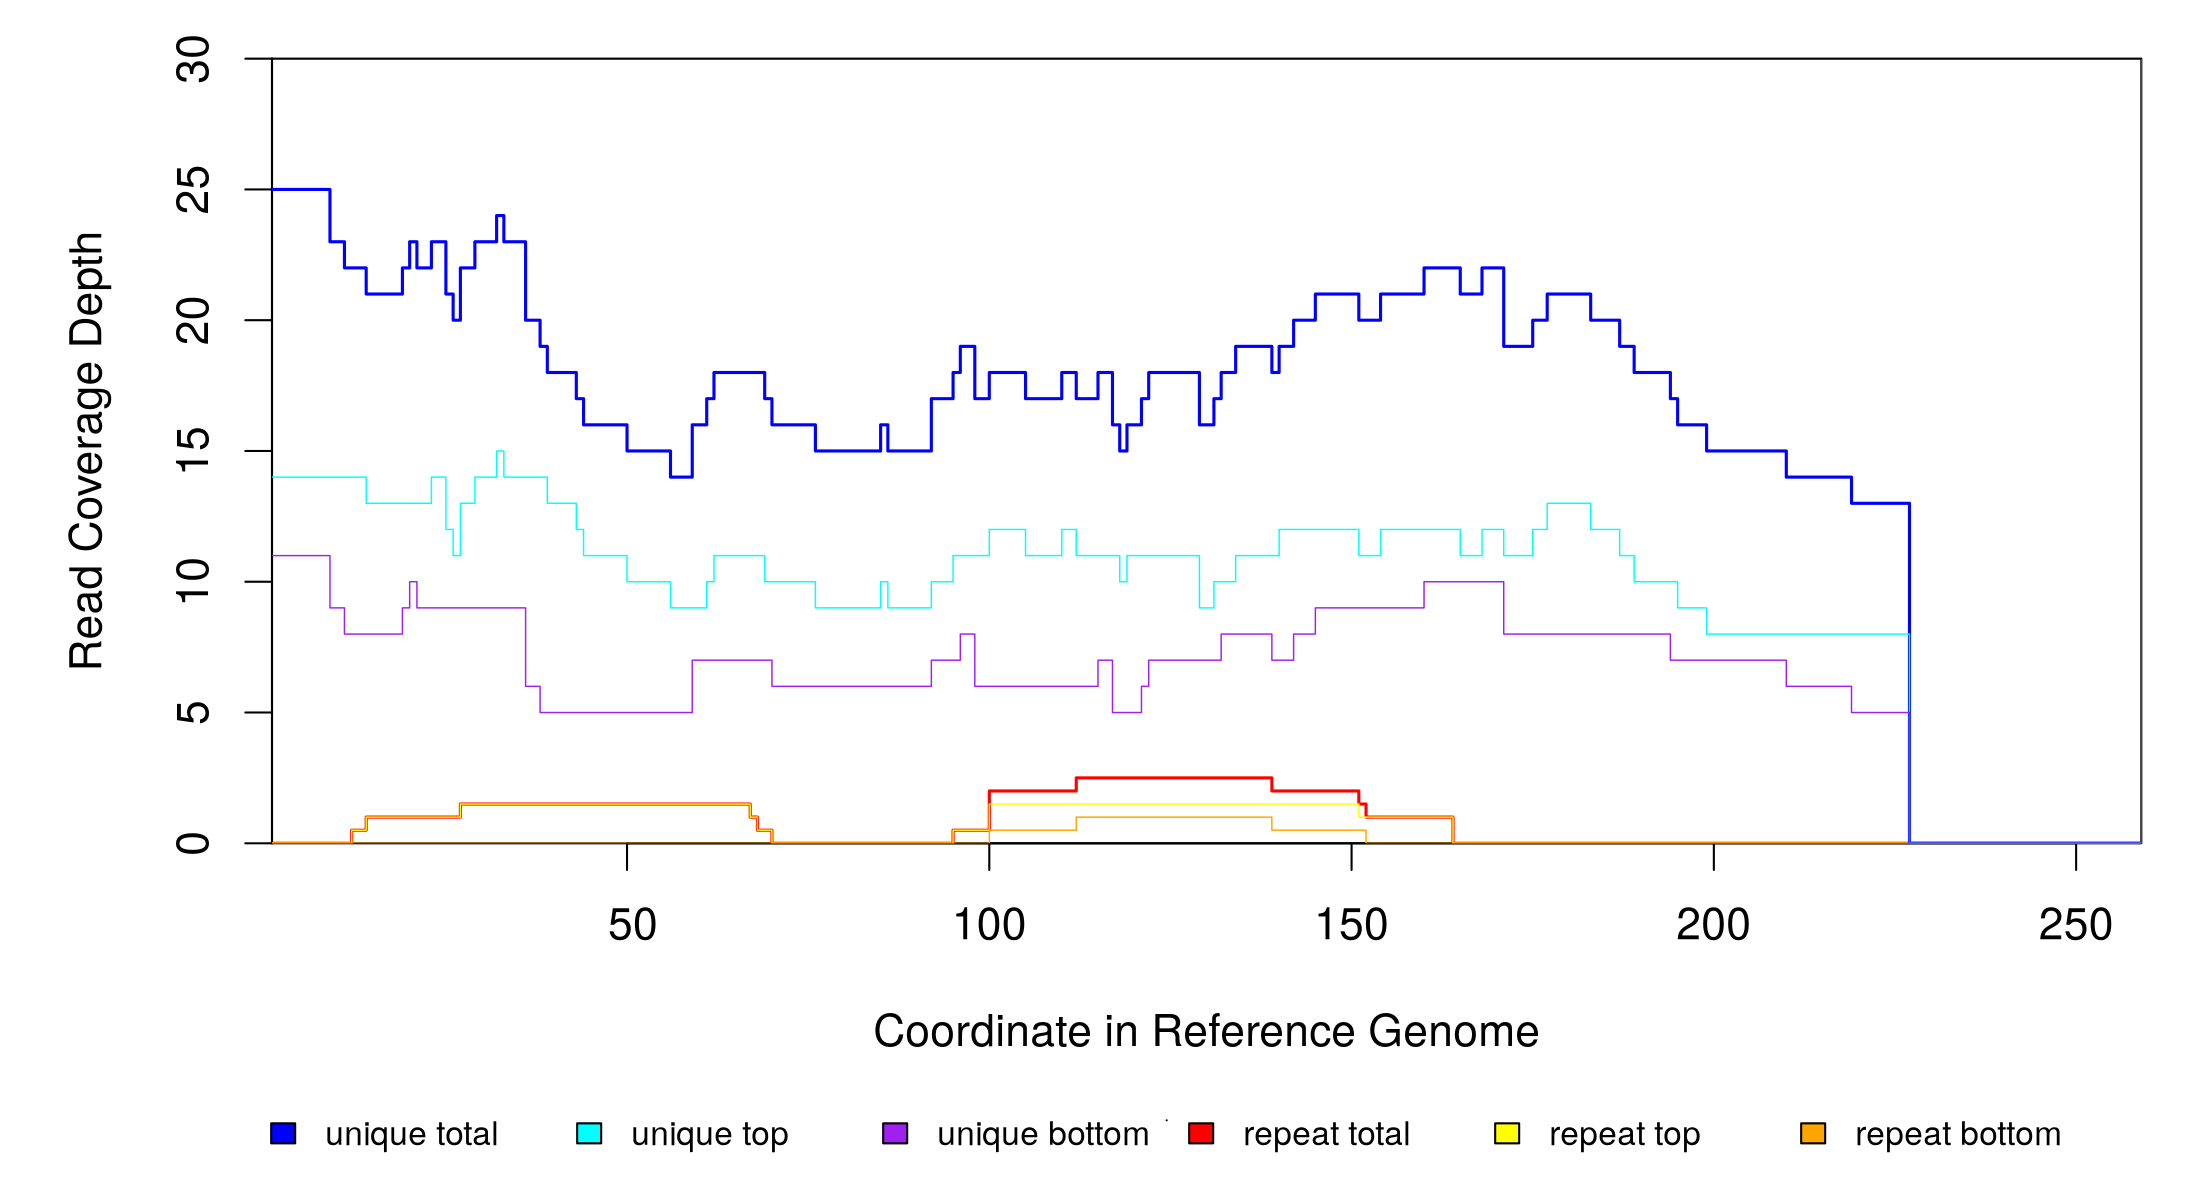 Read Coverage Depth
30
25
20
15
10
5
0
50 100 150 200 250
Coordinate in Reference Genome
unique total unique top unique bottom repeat total repeat top repeat bottom